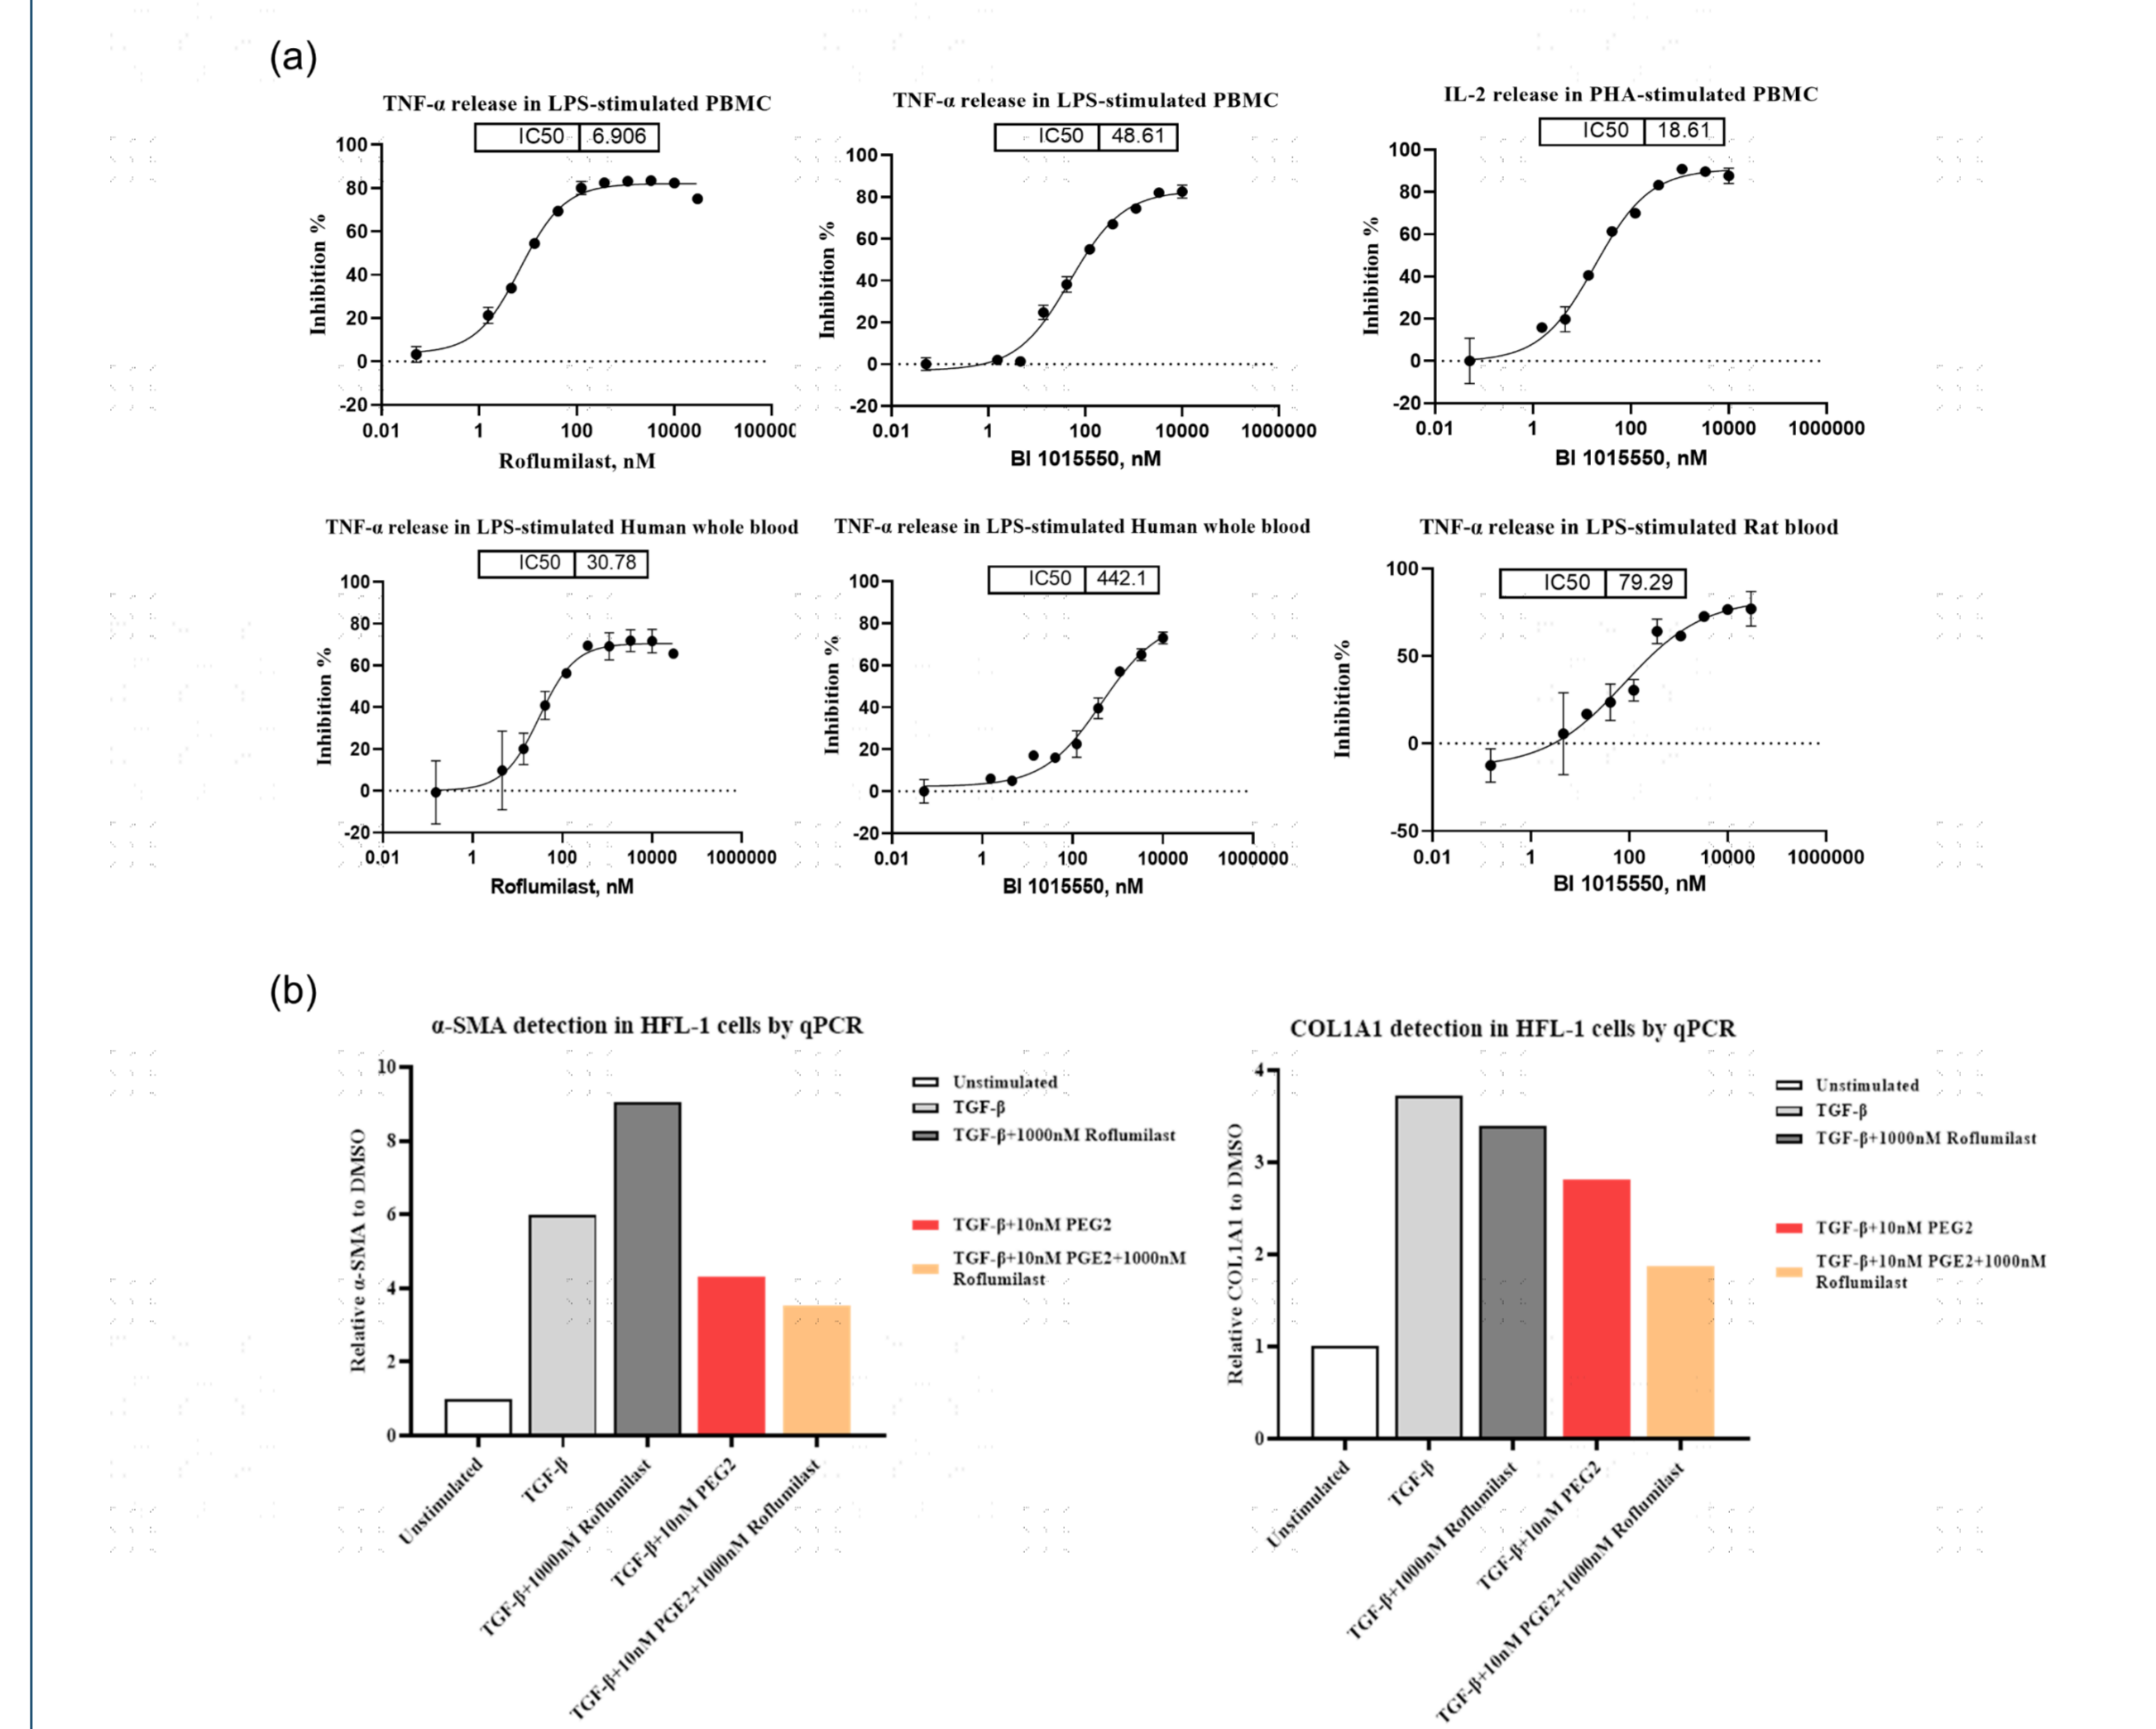 (a)
TNF-α release in LPS-stimulated PBMC
IC50 6.906
100
80
60
40
20
0
-20
Inhibition %
0.01 1 100 10000 100000
Roflumilast, nM
TNF-α release in LPS-stimulated PBMC
IC50 48.61
100
80
60
40
20
0
-20
Inhibition %
0.01 1 100 10000 1000000
BI 1015550, nM
IL-2 release in PHA-stimulated PBMC
IC50 18.61
100
80
60
40
20
0
-20
Inhibition %
0.01 1 100 10000 1000000
BI 1015550, nM
TNF-α release in LPS-stimulated Human whole blood
IC50 30.78
100
80
60
40
20
0
-20
Inhibition %
0.01 1 100 10000 1000000
Roflumilast, nM
TNF-α release in LPS-stimulated Human whole blood
IC50 442.1
100
80
60
40
20
0
-20
Inhibition %
0.01 1 100 10000 1000000
BI 1015550, nM
TNF-α release in LPS-stimulated Rat blood
IC50 79.29
100
50
0
-50
Inhibition%
0.01 1 100 10000 1000000
BI 1015550, nM
(b)
α-SMA detection in HFL-1 cells by qPCR
10
8
6
4
2
0
Relative α-SMA to DMSO
Unstimulated
TGF-β
TGF-β+1000nM Roflumilast
TGF-β+10nM PEG2
TGF-β+10nM PGE2+1000nM Roflumilast
Unstimulated
TGF-β
TGF-β+1000nM Roflumilast
TGF-β+10nM PEG2
TGF-β+10nM PGE2+1000nM
Roflumilast
COL1A1 detection in HFL-1 cells by qPCR
4
3
2
1
0
Relative COL1A1 to DMSO
Unstimulated
TGF-β
TGF-β+1000nM Roflumilast
TGF-β+10nM PEG2
TGF-β+10nM PGE2+1000nM Roflumilast
Unstimulated
TGF-β
TGF-β+1000nM Roflumilast
TGF-β+10nM PEG2
TGF-β+10nM PGE2+1000nM
Roflumilast